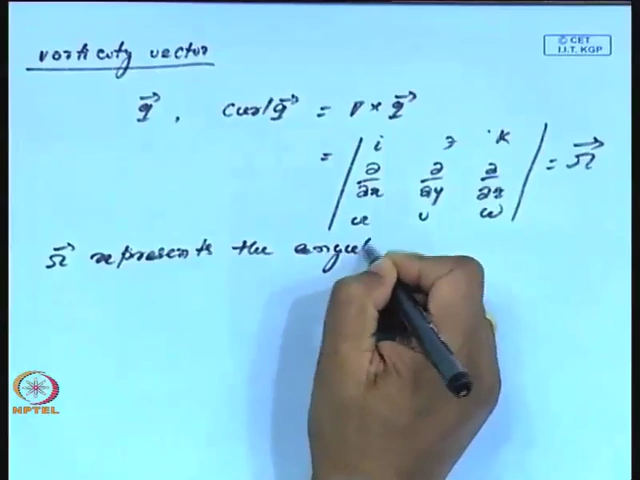 vorticity vector
© CET
I.I.T. KGP
q⃗ , curl q⃗ = ∇ × q⃗
= | i j k |
| ∂/∂x ∂/∂y ∂/∂z | = Ω⃗
| u v w |
Ω⃗ represents the angul
NPTEL